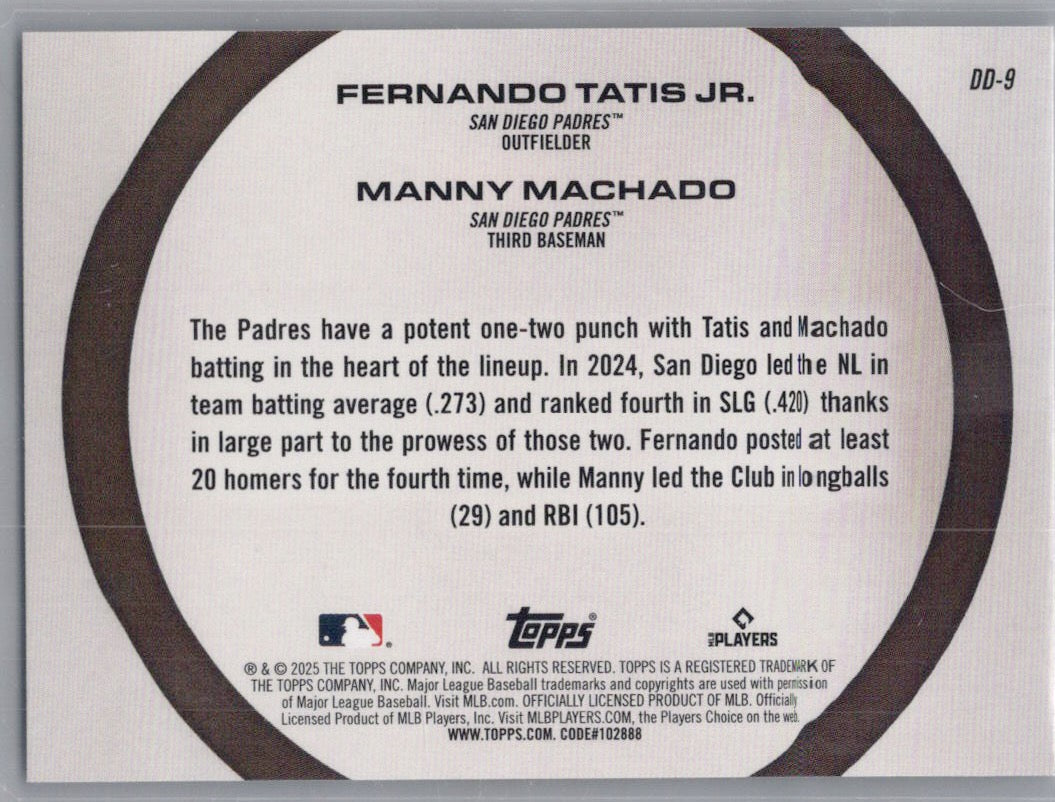 DD-9
FERNANDO TATIS JR.
SAN DIEGO PADRES™
OUTFIELDER
MANNY MACHADO
SAN DIEGO PADRES™
THIRD BASEMAN
The Padres have a potent one-two punch with Tatis and Machado
batting in the heart of the lineup. In 2024, San Diego led the NL in
team batting average (.273) and ranked fourth in SLG (.420) thanks
in large part to the prowess of those two. Fernando posted at least
20 homers for the fourth time, while Manny led the Club in longballs
(29) and RBI (105).
Topps®
MLB PLAYERS
® & © 2025 THE TOPPS COMPANY, INC. ALL RIGHTS RESERVED. TOPPS IS A REGISTERED TRADEMARK OF
THE TOPPS COMPANY, INC. Major League Baseball trademarks and copyrights are used with permission
of Major League Baseball. Visit MLB.com. OFFICIALLY LICENSED PRODUCT OF MLB. Officially
Licensed Product of MLB Players, Inc. Visit MLBPLAYERS.COM, the Players Choice on the web.
WWW.TOPPS.COM. CODE#102888